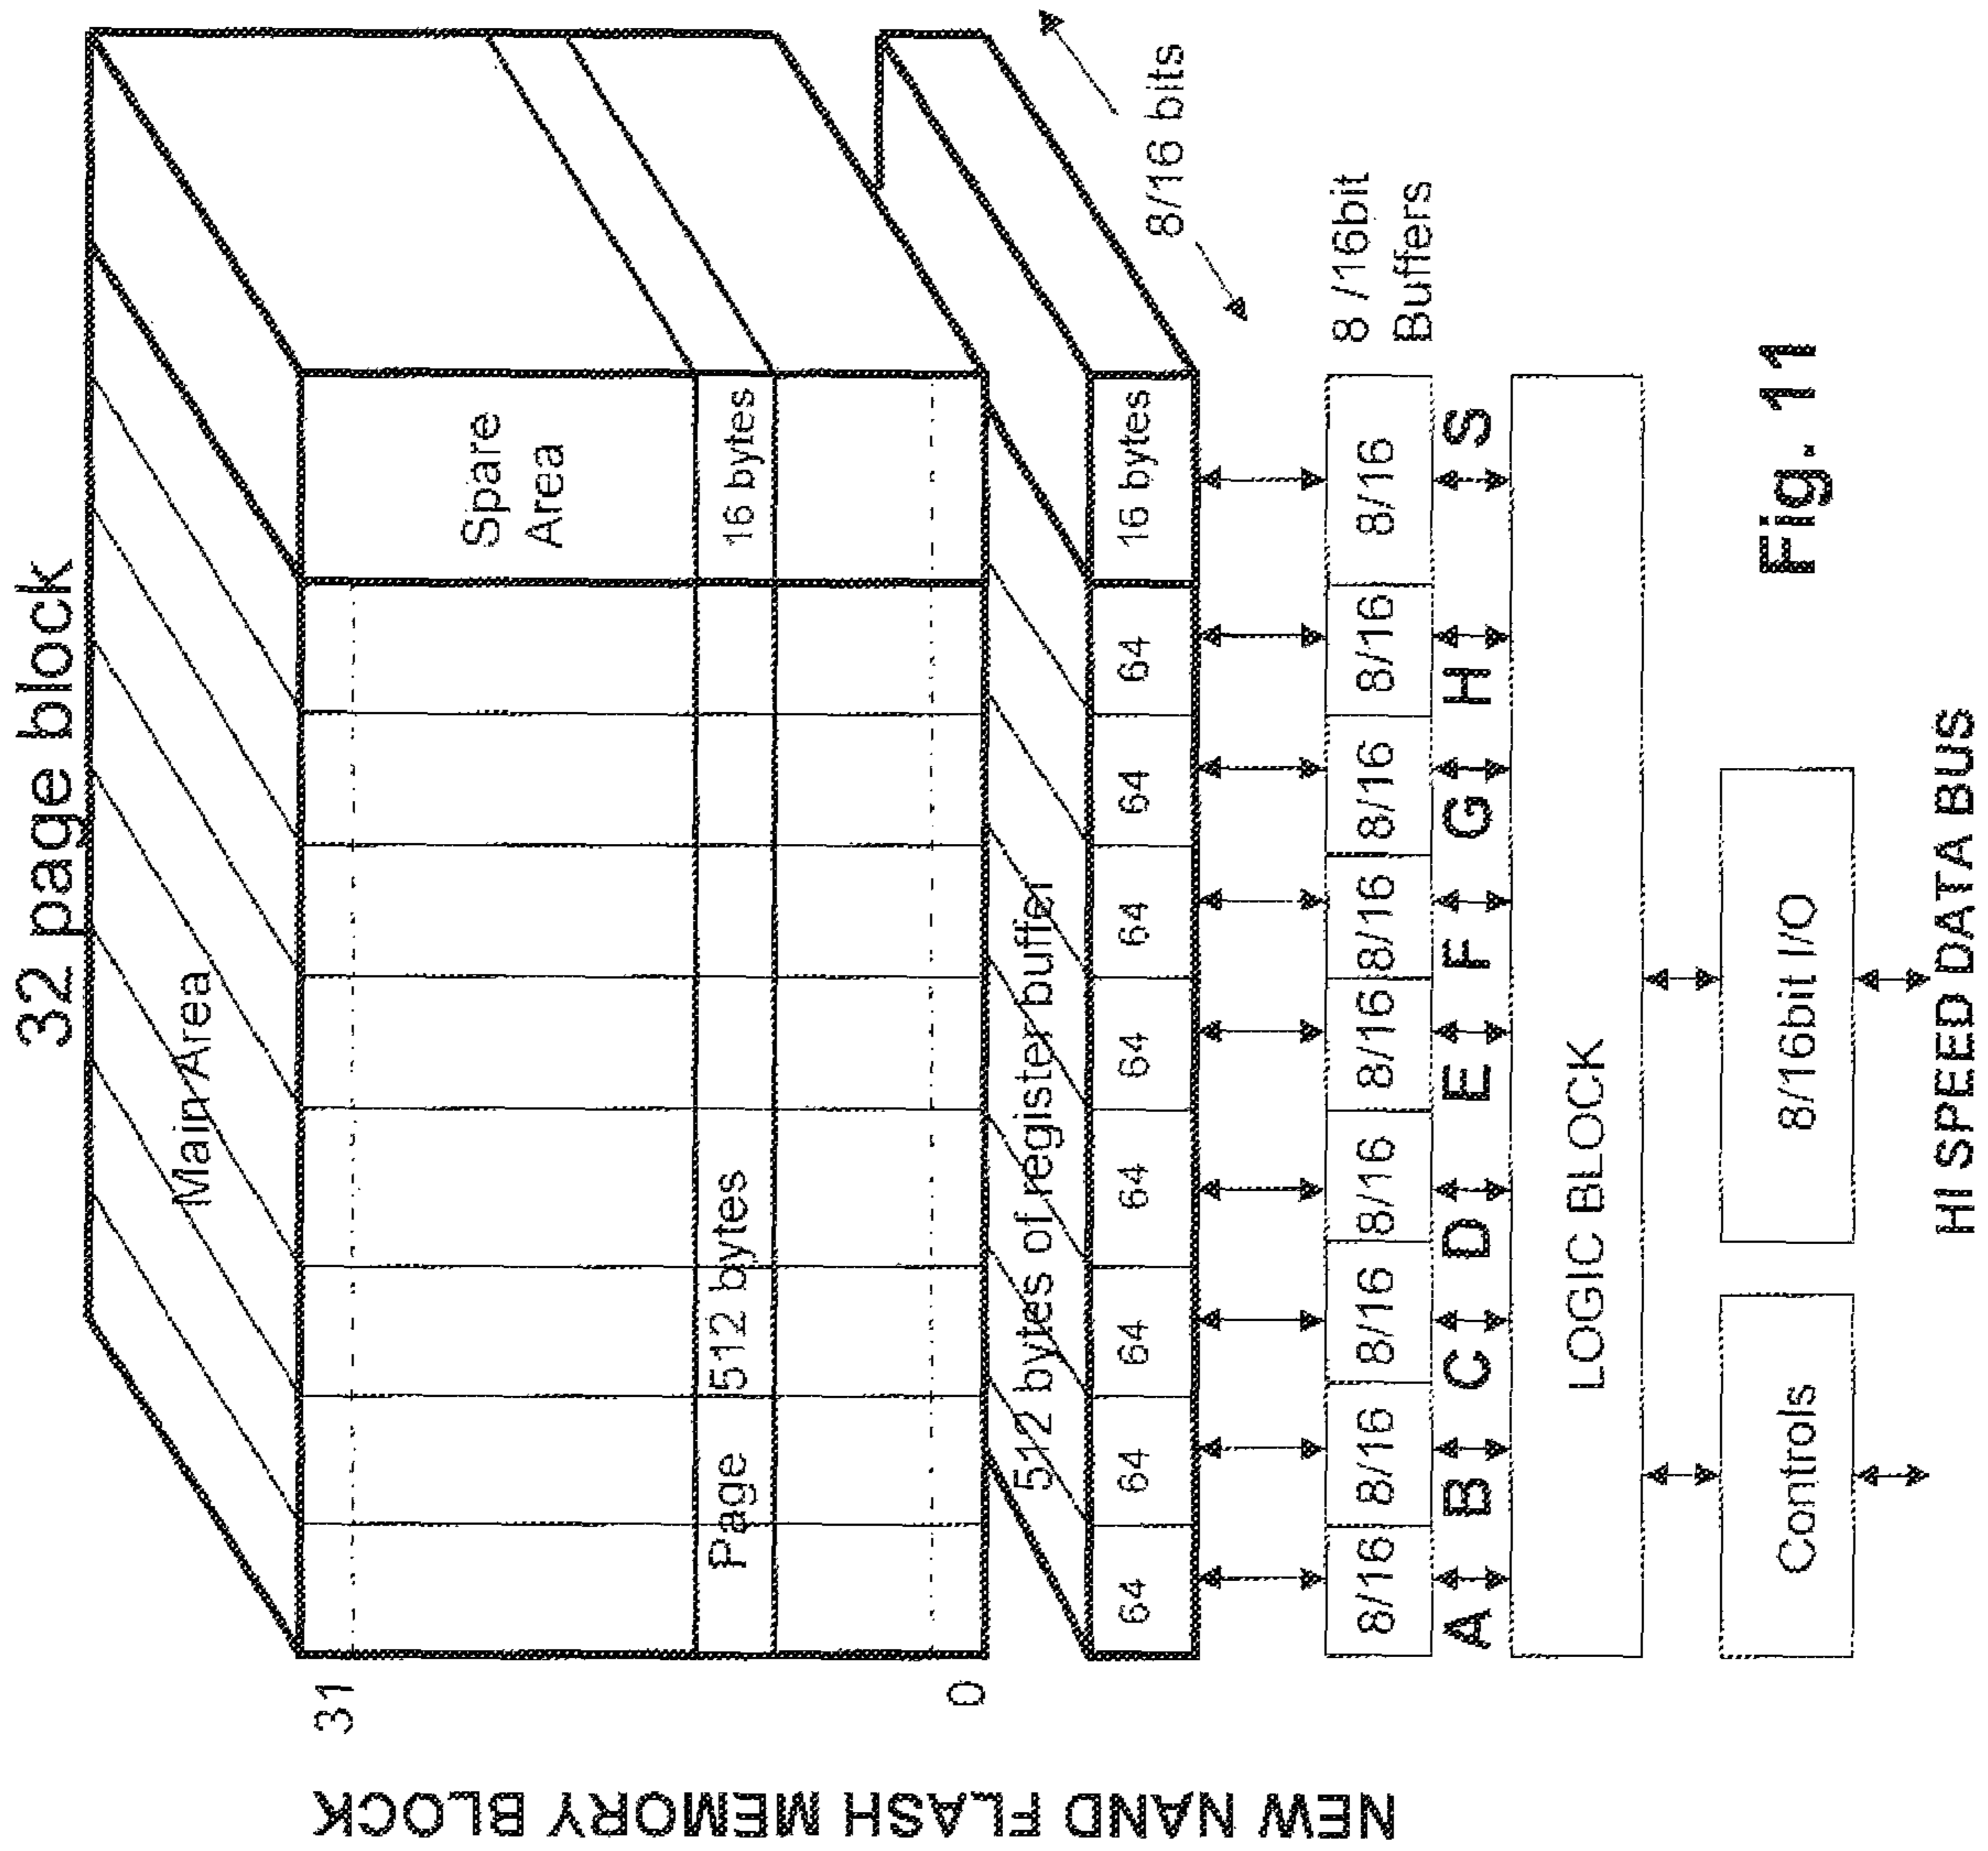 32 page block
Main Area
Spare
Area
31
Page 512 bytes
16 bytes
0
512 bytes of register buffer
64 64 64 64 64 64 64 64 16 bytes
8/16 bits
8/16 8/16 8/16 8/16 8/16 8/16 8/16 8/16 8/16
8 /16bit
Buffers
A B C D E F G H S
LOGIC BLOCK
Controls
8/16bit I/O
HI SPEED DATA BUS
NEW NAND FLASH MEMORY BLOCK
Fig. 11